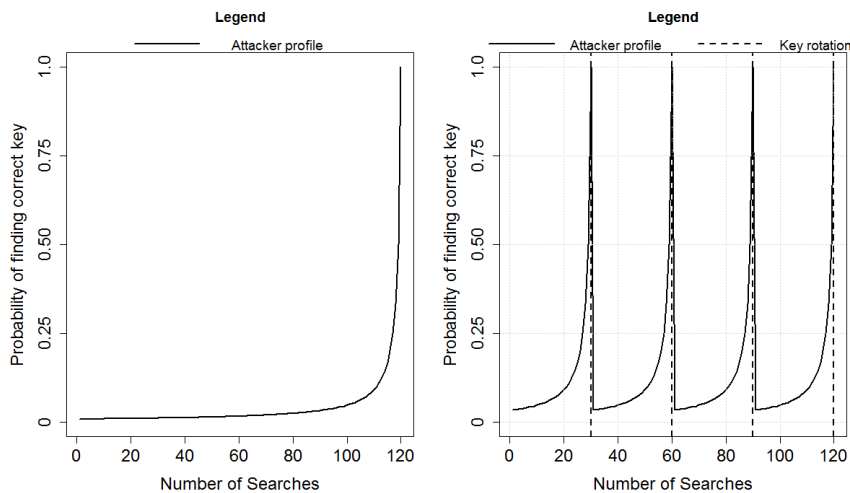 Legend
Attacker profile
1.0
0.75
0.50
0.25
0
Probability of finding correct key
0 20 40 60 80 100 120
Number of Searches
Legend
Attacker profile Key rotation
1.0
0.75
0.50
0.25
0
Probability of finding correct key
0 20 40 60 80 100 120
Number of Searches